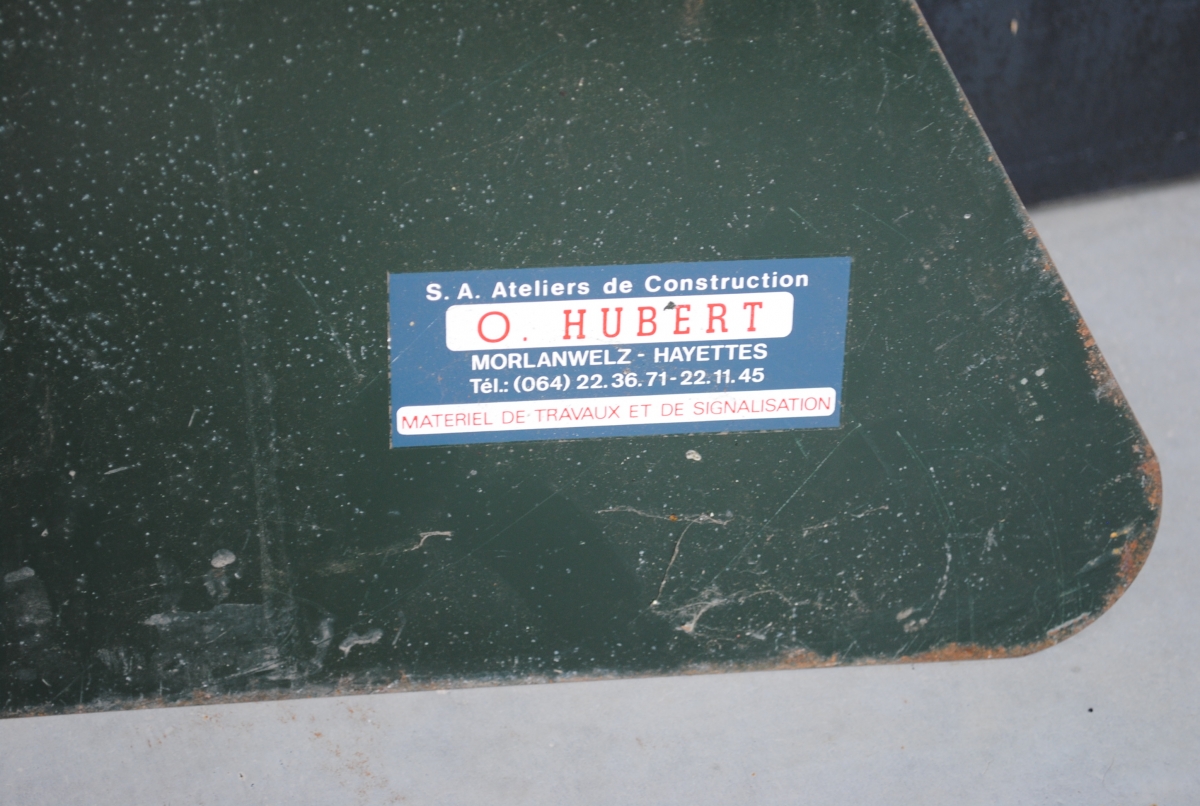 S. A. Ateliers de Construction
O. HUBERT
MORLANWELZ - HAYETTES
Tél.: (064) 22.36.71-22.11.45
MATERIEL DE TRAVAUX ET DE SIGNALISATION